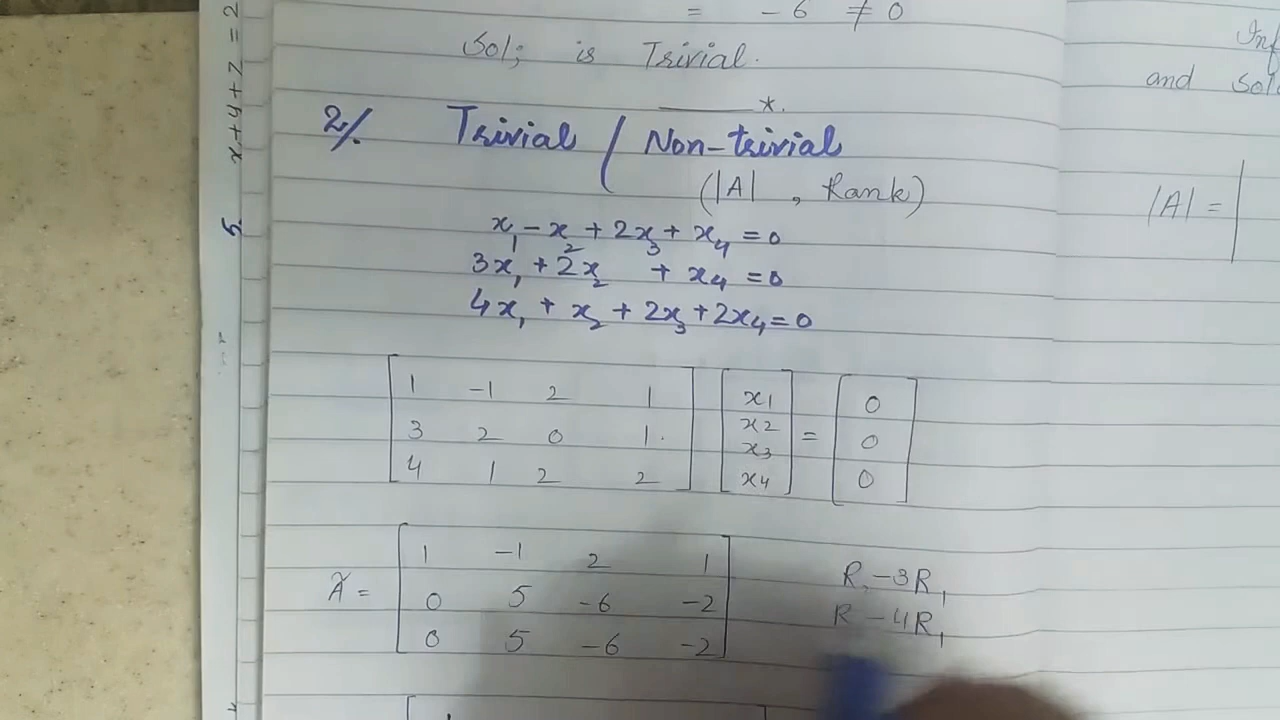 = -6 ≠ 0
Sol; is Trivial.
*.
2/. Trivial / Non-trivial
(|A| , Rank)
x1 - x2 + 2x3 + x4 = 0
3x1 + 2x2 + x4 = 0
4x1 + x2 + 2x3 + 2x4 = 0
1 -1 2 1 x1 0
3 2 0 1. x2 = 0
4 1 2 2 x3 0
x4
1 -1 2 1
A = 0 5 -6 -2 R -3R1
0 5 -6 -2 R -4R1
x+y+z = 2
5.
and
|A| =